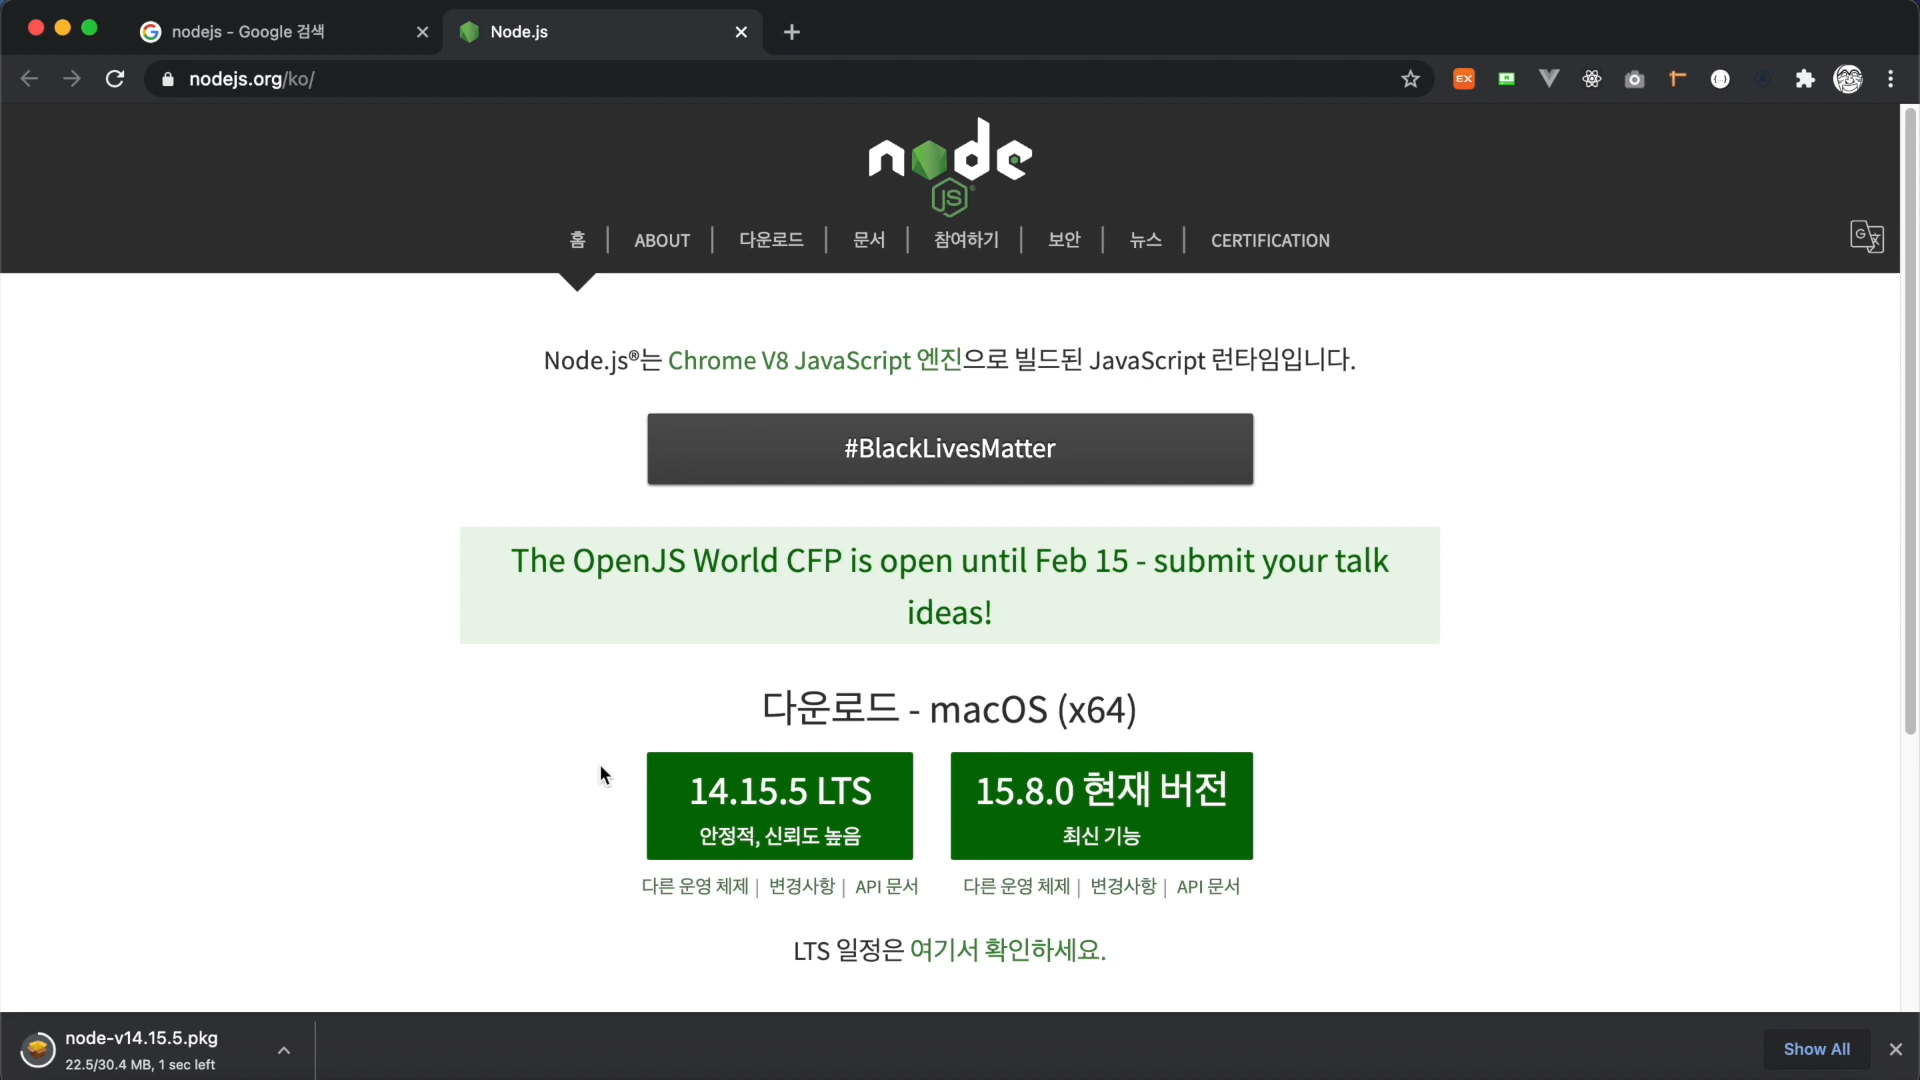 nodejs - Google 검색
Node.js
nodejs.org/ko/
EX
node
JS
홈 | ABOUT | 다운로드 | 문서 | 참여하기 | 보안 | 뉴스 | CERTIFICATION
Node.js®는 Chrome V8 JavaScript 엔진으로 빌드된 JavaScript 런타임입니다.
#BlackLivesMatter
The OpenJS World CFP is open until Feb 15 - submit your talk
ideas!
다운로드 - macOS (x64)
14.15.5 LTS
안정적, 신뢰도 높음
15.8.0 현재 버전
최신 기능
다른 운영 체제 | 변경사항 | API 문서
다른 운영 체제 | 변경사항 | API 문서
LTS 일정은 여기서 확인하세요.
node-v14.15.5.pkg
22.5/30.4 MB, 1 sec left
Show All